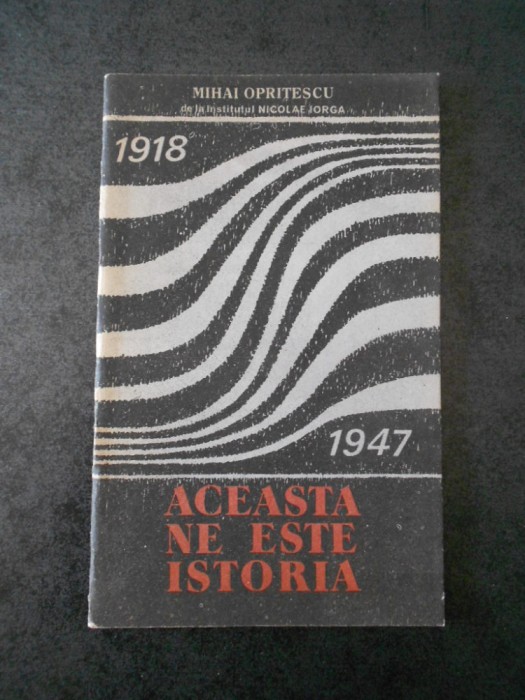 MIHAI OPRIȚESCU
de la Institutul NICOLAE IORGA
1918
1947
ACEASTA
NE ESTE
ISTORIA